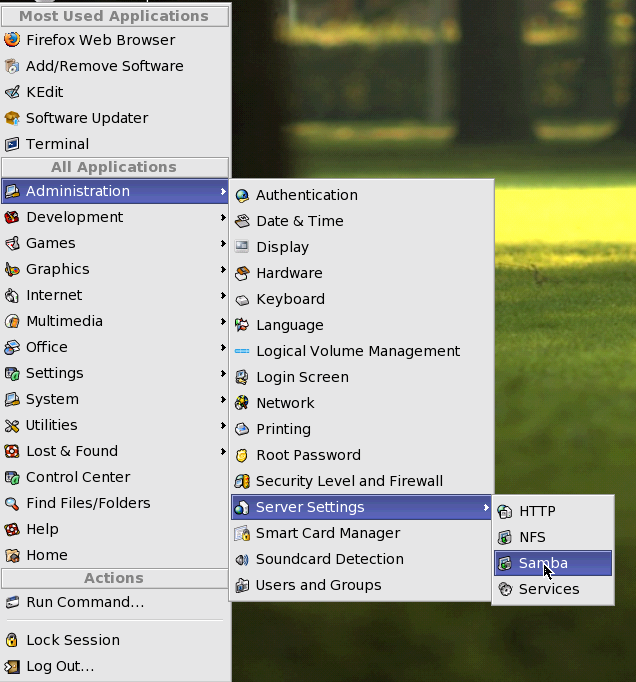 Most Used Applications
Firefox Web Browser
Add/Remove Software
KEdit
Software Updater
Terminal
All Applications
Administration
Development
Games
Graphics
Internet
Multimedia
Office
Settings
System
Utilities
Lost & Found
Control Center
Find Files/Folders
Help
Home
Actions
Run Command...
Lock Session
Log Out...
Authentication
Date & Time
Display
Hardware
Keyboard
Language
Logical Volume Management
Login Screen
Network
Printing
Root Password
Security Level and Firewall
Server Settings
Smart Card Manager
Soundcard Detection
Users and Groups
HTTP
NFS
Samba
Services